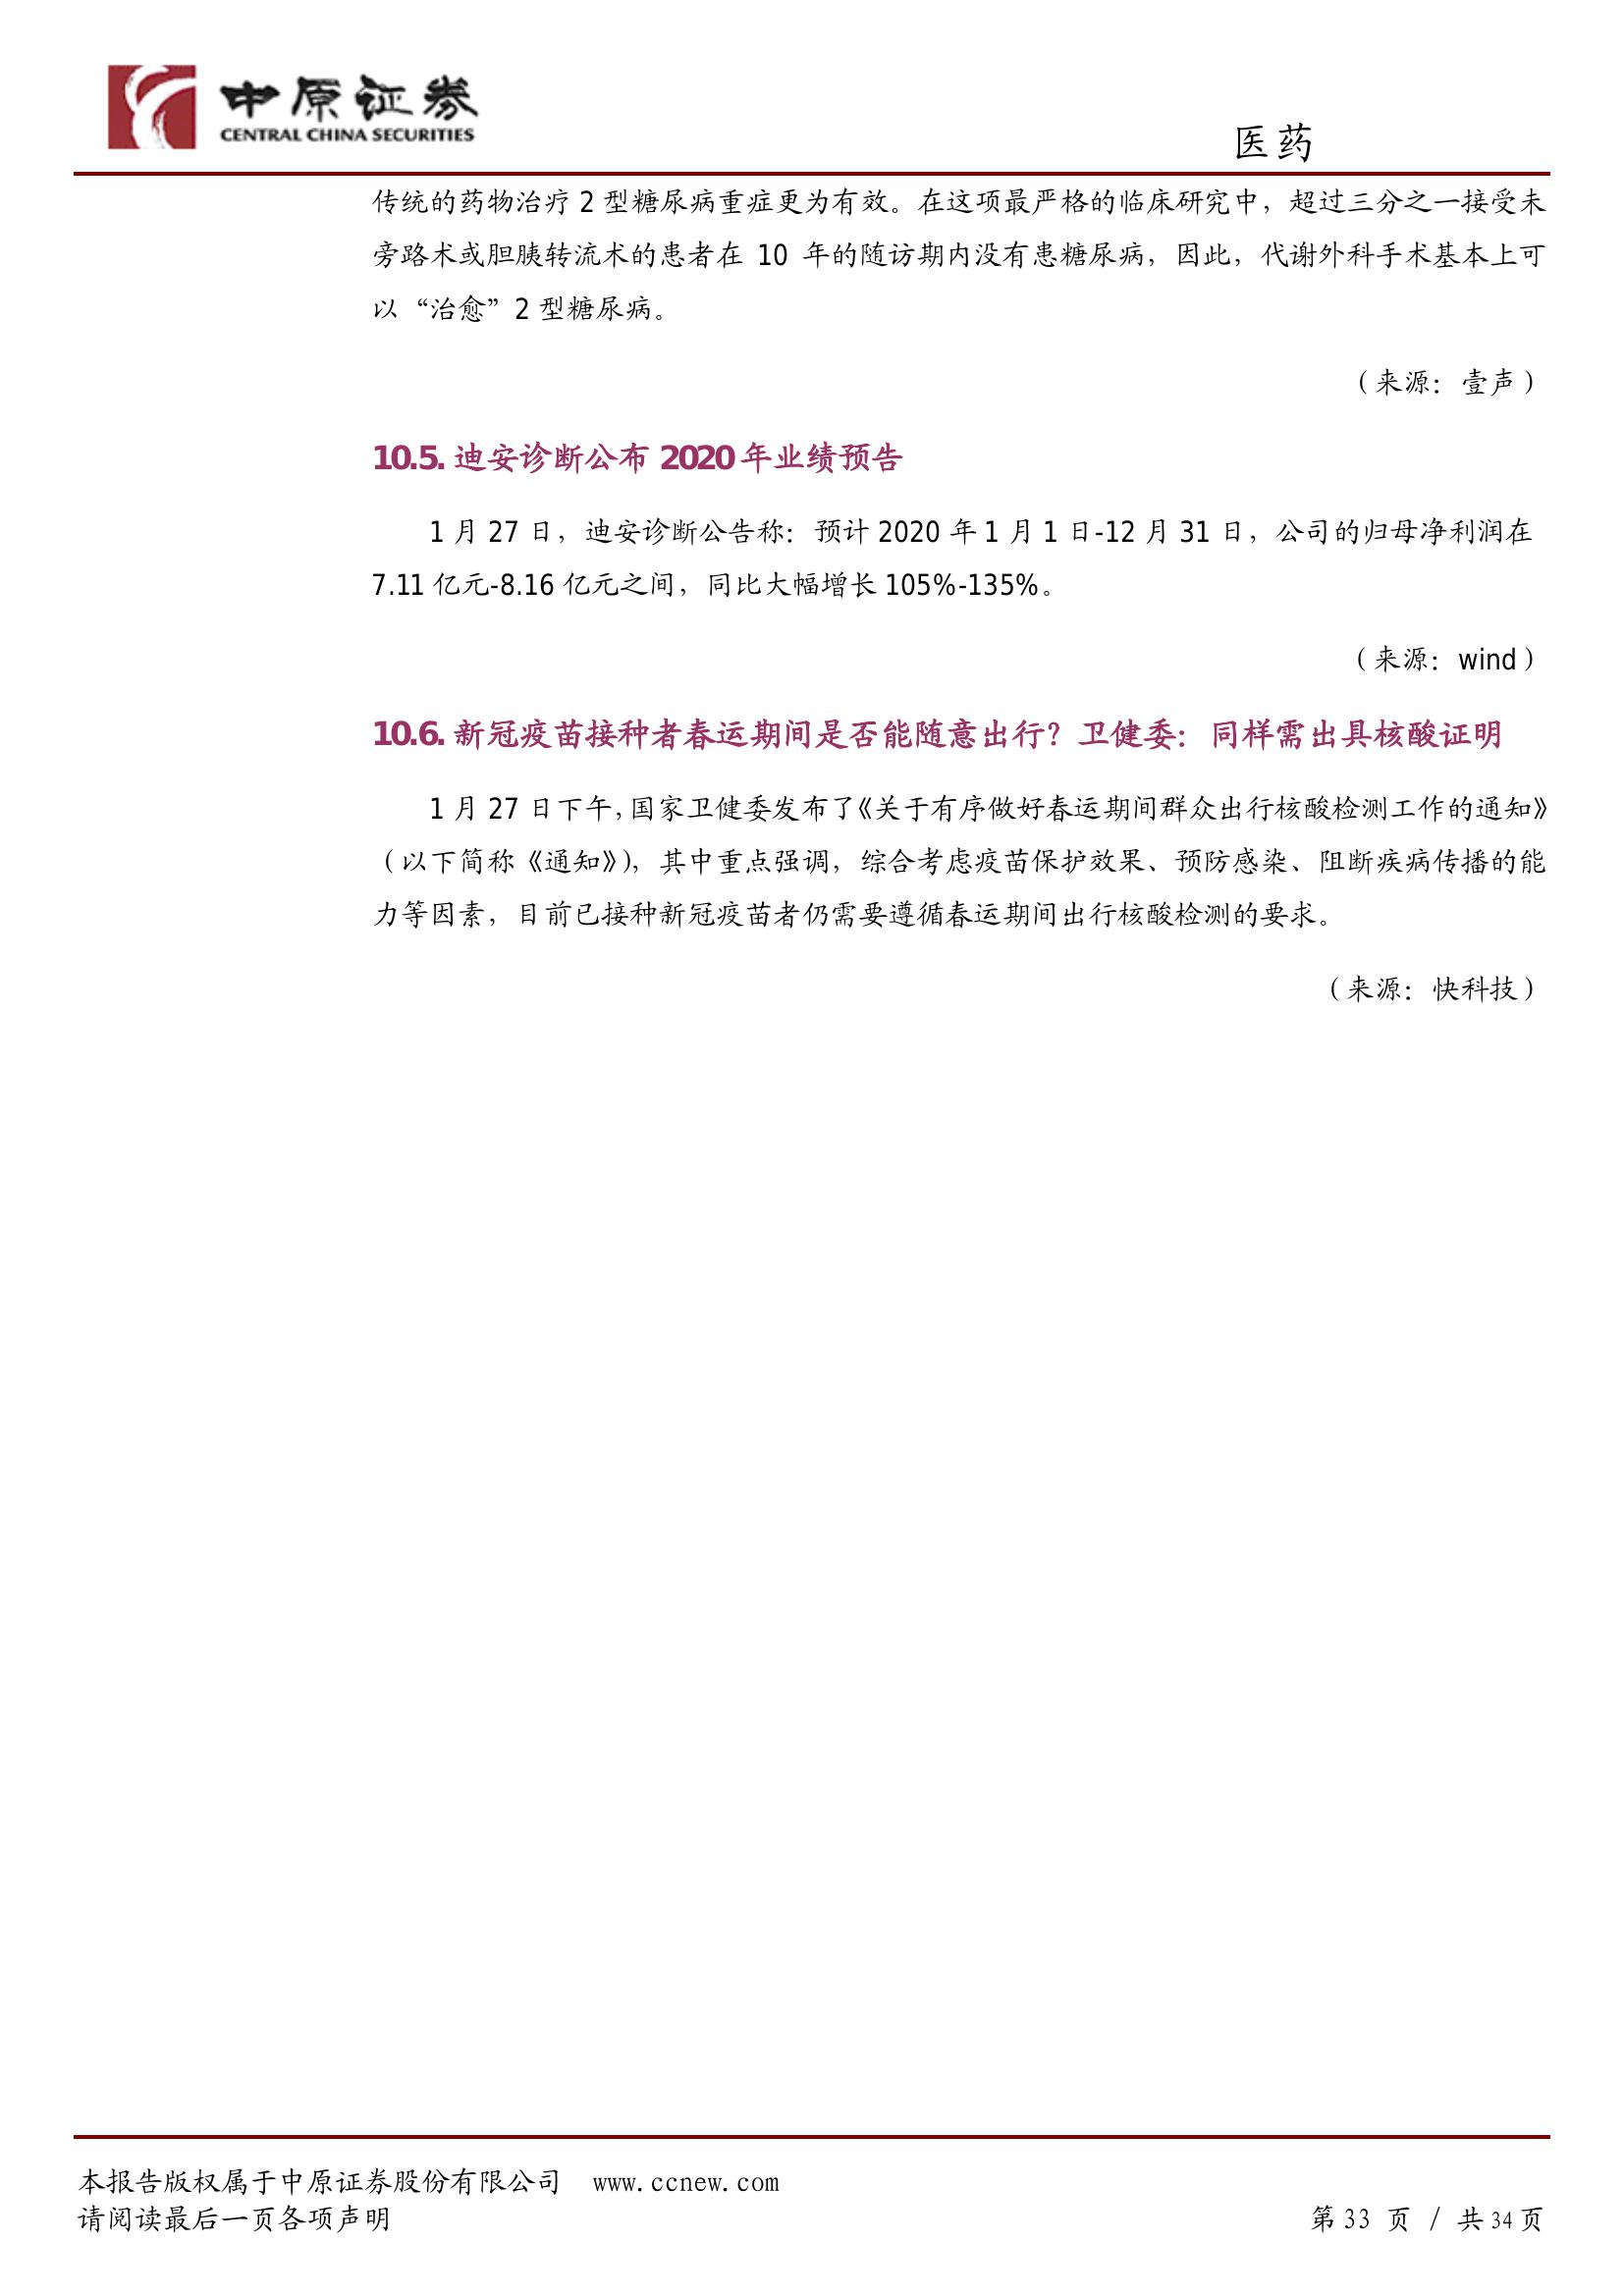 中原证券
CENTRAL CHINA SECURITIES
医药
传统的药物治疗 2 型糖尿病重症更为有效。在这项最严格的临床研究中，超过三分之一接受未
旁路术或胆胰转流术的患者在 10 年的随访期内没有患糖尿病，因此，代谢外科手术基本上可
以“治愈”2 型糖尿病。
（来源：壹声）
10.5. 迪安诊断公布 2020 年业绩预告
1 月 27 日，迪安诊断公告称：预计 2020 年 1 月 1 日-12 月 31 日，公司的归母净利润在
7.11 亿元-8.16 亿元之间，同比大幅增长 105%-135%。
（来源：wind）
10.6. 新冠疫苗接种者春运期间是否能随意出行？卫健委：同样需出具核酸证明
1 月 27 日下午，国家卫健委发布了《关于有序做好春运期间群众出行核酸检测工作的通知》
（以下简称《通知》），其中重点强调，综合考虑疫苗保护效果、预防感染、阻断疾病传播的能
力等因素，目前已接种新冠疫苗者仍需要遵循春运期间出行核酸检测的要求。
（来源：快科技）
本报告版权属于中原证券股份有限公司 www.ccnew.com
请阅读最后一页各项声明
第 33 页 / 共 34 页